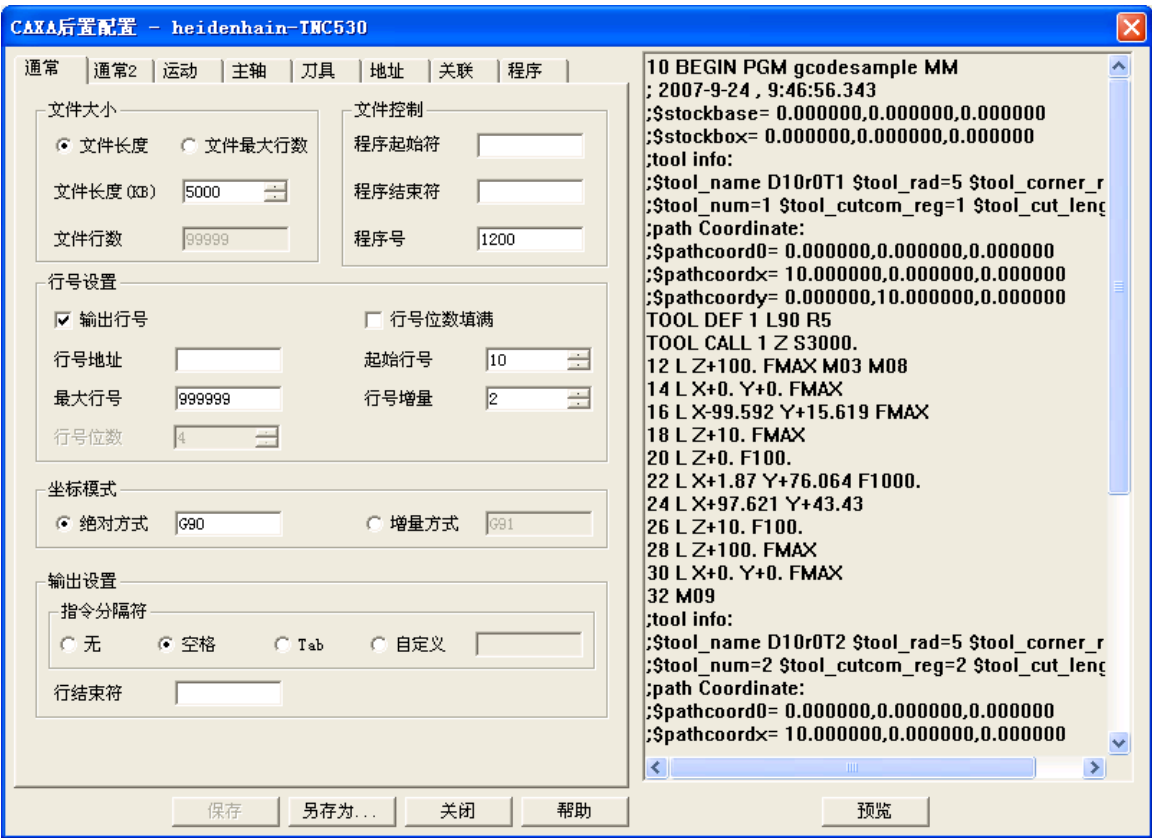 CAXA后置配置 - heidenhain-TNC530
通常 通常2 运动 主轴 刀具 地址 关联 程序
文件大小
文件长度 文件最大行数
文件长度(KB) 5000
文件行数 99999
文件控制
程序起始符
程序结束符
程序号 1200
行号设置
输出行号 行号位数填满
行号地址 起始行号 10
最大行号 999999 行号增量 2
行号位数 4
坐标模式
绝对方式 G90 增量方式 G91
输出设置
指令分隔符
无 空格 Tab 自定义
行结束符
保存 另存为... 关闭 帮助
10 BEGIN PGM gcodesample MM
; 2007-9-24 , 9:46:56.343
;$stockbase= 0.000000,0.000000,0.000000
;$stockbox= 0.000000,0.000000,0.000000
;tool info:
;$tool_name D10r0T1 $tool_rad=5 $tool_corner_r
;$tool_num=1 $tool_cutcom_reg=1 $tool_cut_leng
;path Coordinate:
;$pathcoord0= 0.000000,0.000000,0.000000
;$pathcoordx= 10.000000,0.000000,0.000000
;$pathcoordy= 0.000000,10.000000,0.000000
TOOL DEF 1 L90 R5
TOOL CALL 1 Z S3000.
12 L Z+100. FMAX M03 M08
14 L X+0. Y+0. FMAX
16 L X-99.592 Y+15.619 FMAX
18 L Z+10. FMAX
20 L Z+0. F100.
22 L X+1.87 Y+76.064 F1000.
24 L X+97.621 Y+43.43
26 L Z+10. F100.
28 L Z+100. FMAX
30 L X+0. Y+0. FMAX
32 M09
;tool info:
;$tool_name D10r0T2 $tool_rad=5 $tool_corner_r
;$tool_num=2 $tool_cutcom_reg=2 $tool_cut_leng
;path Coordinate:
;$pathcoord0= 0.000000,0.000000,0.000000
;$pathcoordx= 10.000000,0.000000,0.000000
预览